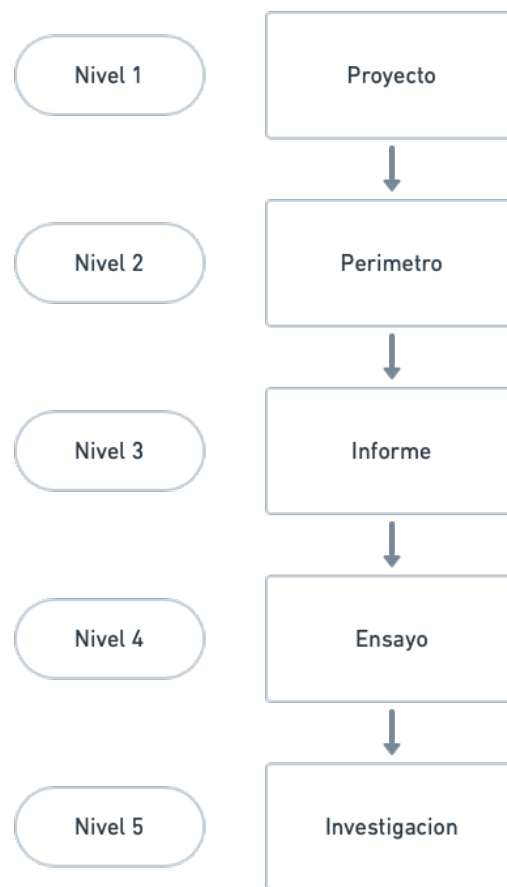 Nivel 1
Proyecto
Nivel 2
Perimetro
Nivel 3
Informe
Nivel 4
Ensayo
Nivel 5
Investigacion